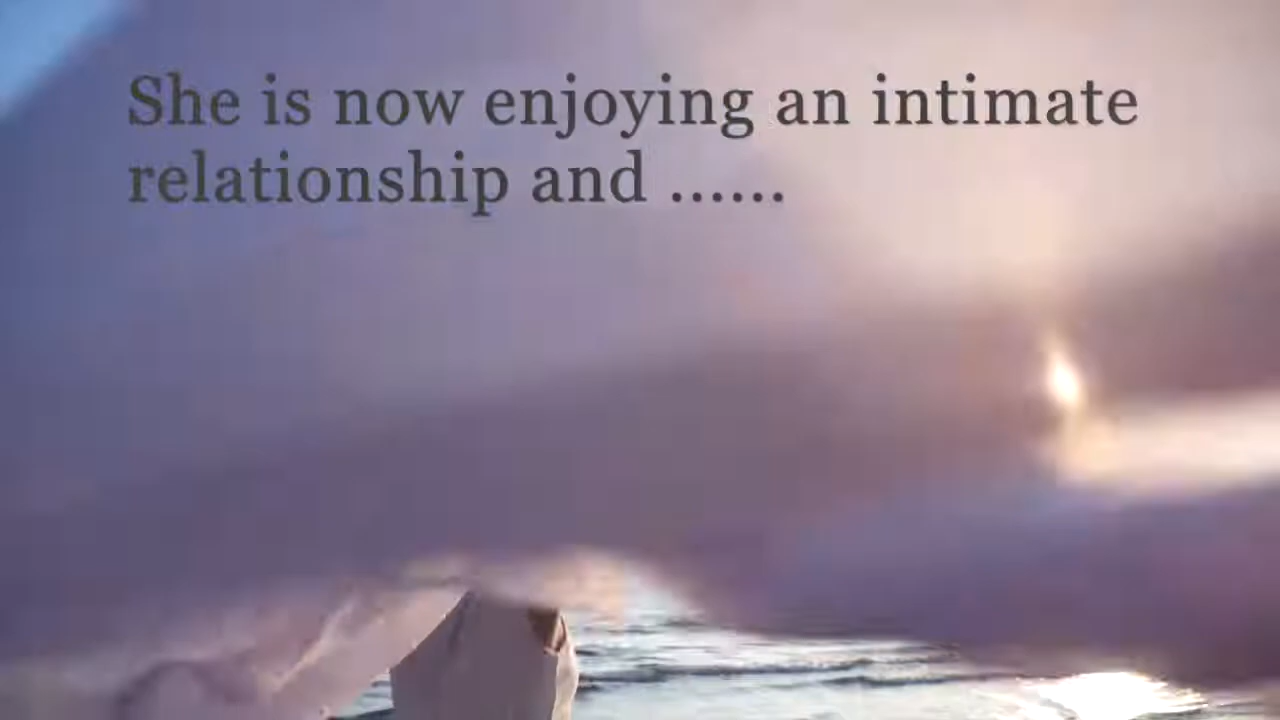 She is now enjoying an intimate
relationship and ......